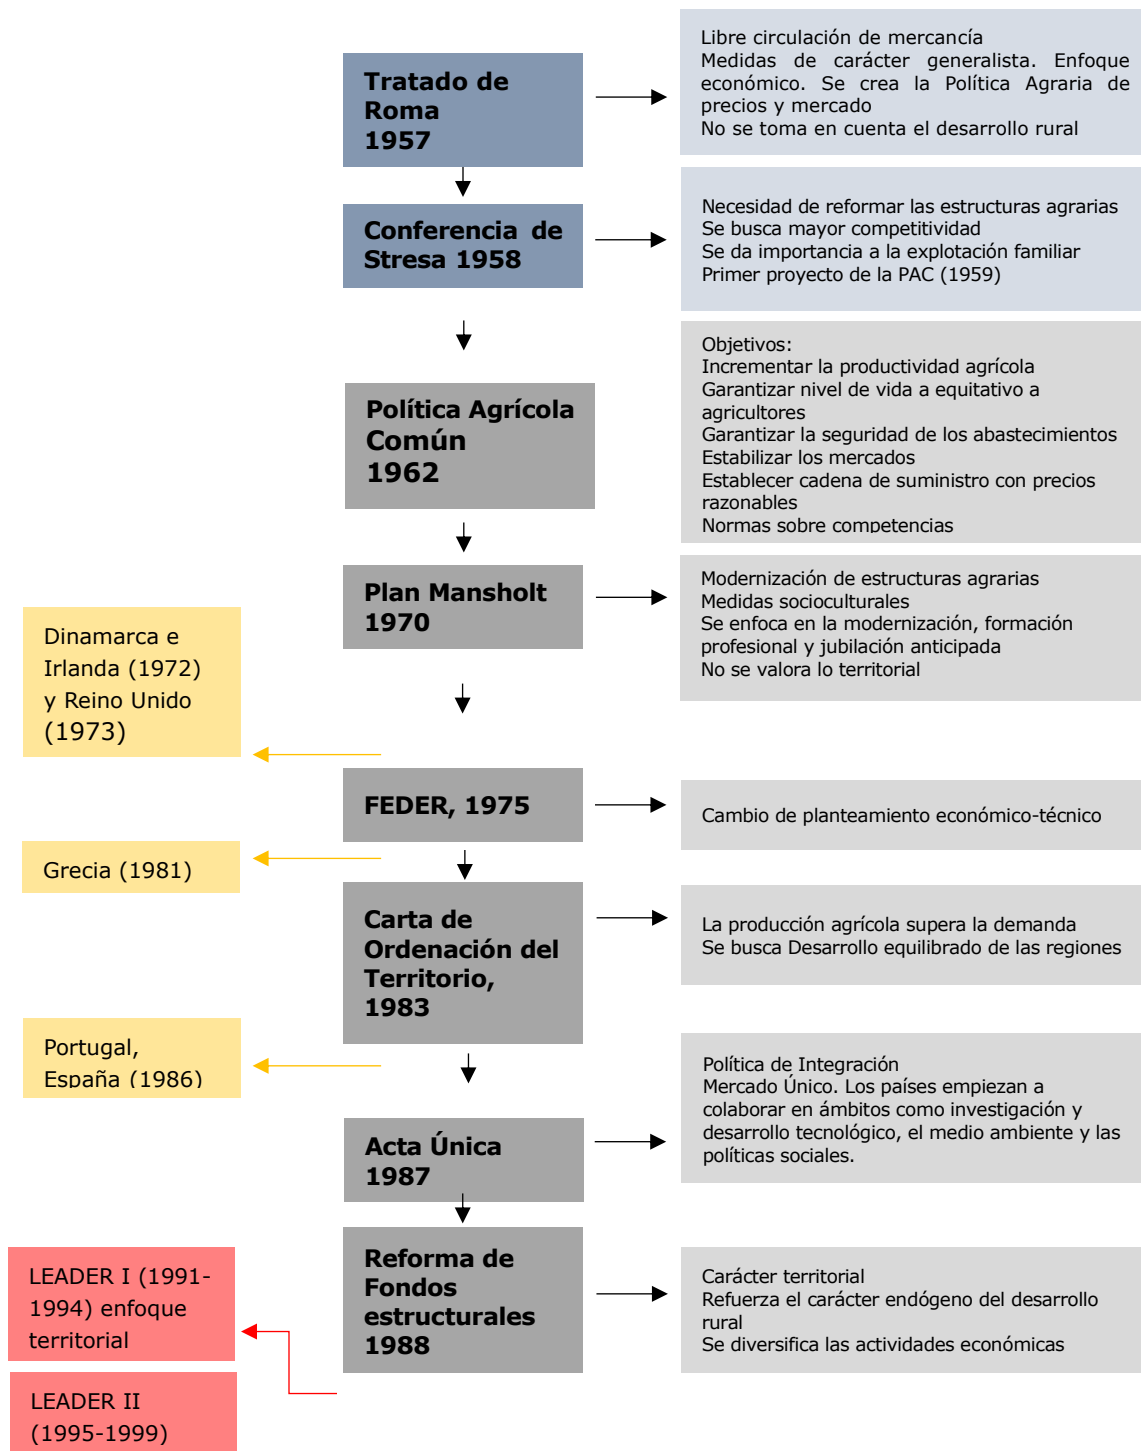 Tratado de
Roma
1957
Libre circulación de mercancía
Medidas de carácter generalista. Enfoque
económico. Se crea la Política Agraria de
precios y mercado
No se toma en cuenta el desarrollo rural
Conferencia de
Stresa 1958
Necesidad de reformar las estructuras agrarias
Se busca mayor competitividad
Se da importancia a la explotación familiar
Primer proyecto de la PAC (1959)
Política Agrícola
Común
1962
Objetivos:
Incrementar la productividad agrícola
Garantizar nivel de vida a equitativo a
agricultores
Garantizar la seguridad de los abastecimientos
Estabilizar los mercados
Establecer cadena de suministro con precios
razonables
Normas sobre competencias
Plan Mansholt
1970
Modernización de estructuras agrarias
Medidas socioculturales
Se enfoca en la modernización, formación
profesional y jubilación anticipada
No se valora lo territorial
Dinamarca e
Irlanda (1972)
y Reino Unido
(1973)
FEDER, 1975
Cambio de planteamiento económico-técnico
Grecia (1981)
Carta de
Ordenación del
Territorio,
1983
La producción agrícola supera la demanda
Se busca Desarrollo equilibrado de las regiones
Portugal,
España (1986)
Acta Única
1987
Política de Integración
Mercado Único. Los países empiezan a
colaborar en ámbitos como investigación y
desarrollo tecnológico, el medio ambiente y las
políticas sociales.
Reforma de
Fondos
estructurales
1988
Carácter territorial
Refuerza el carácter endógeno del desarrollo
rural
Se diversifica las actividades económicas
LEADER I (1991-
1994) enfoque
territorial
LEADER II
(1995-1999)